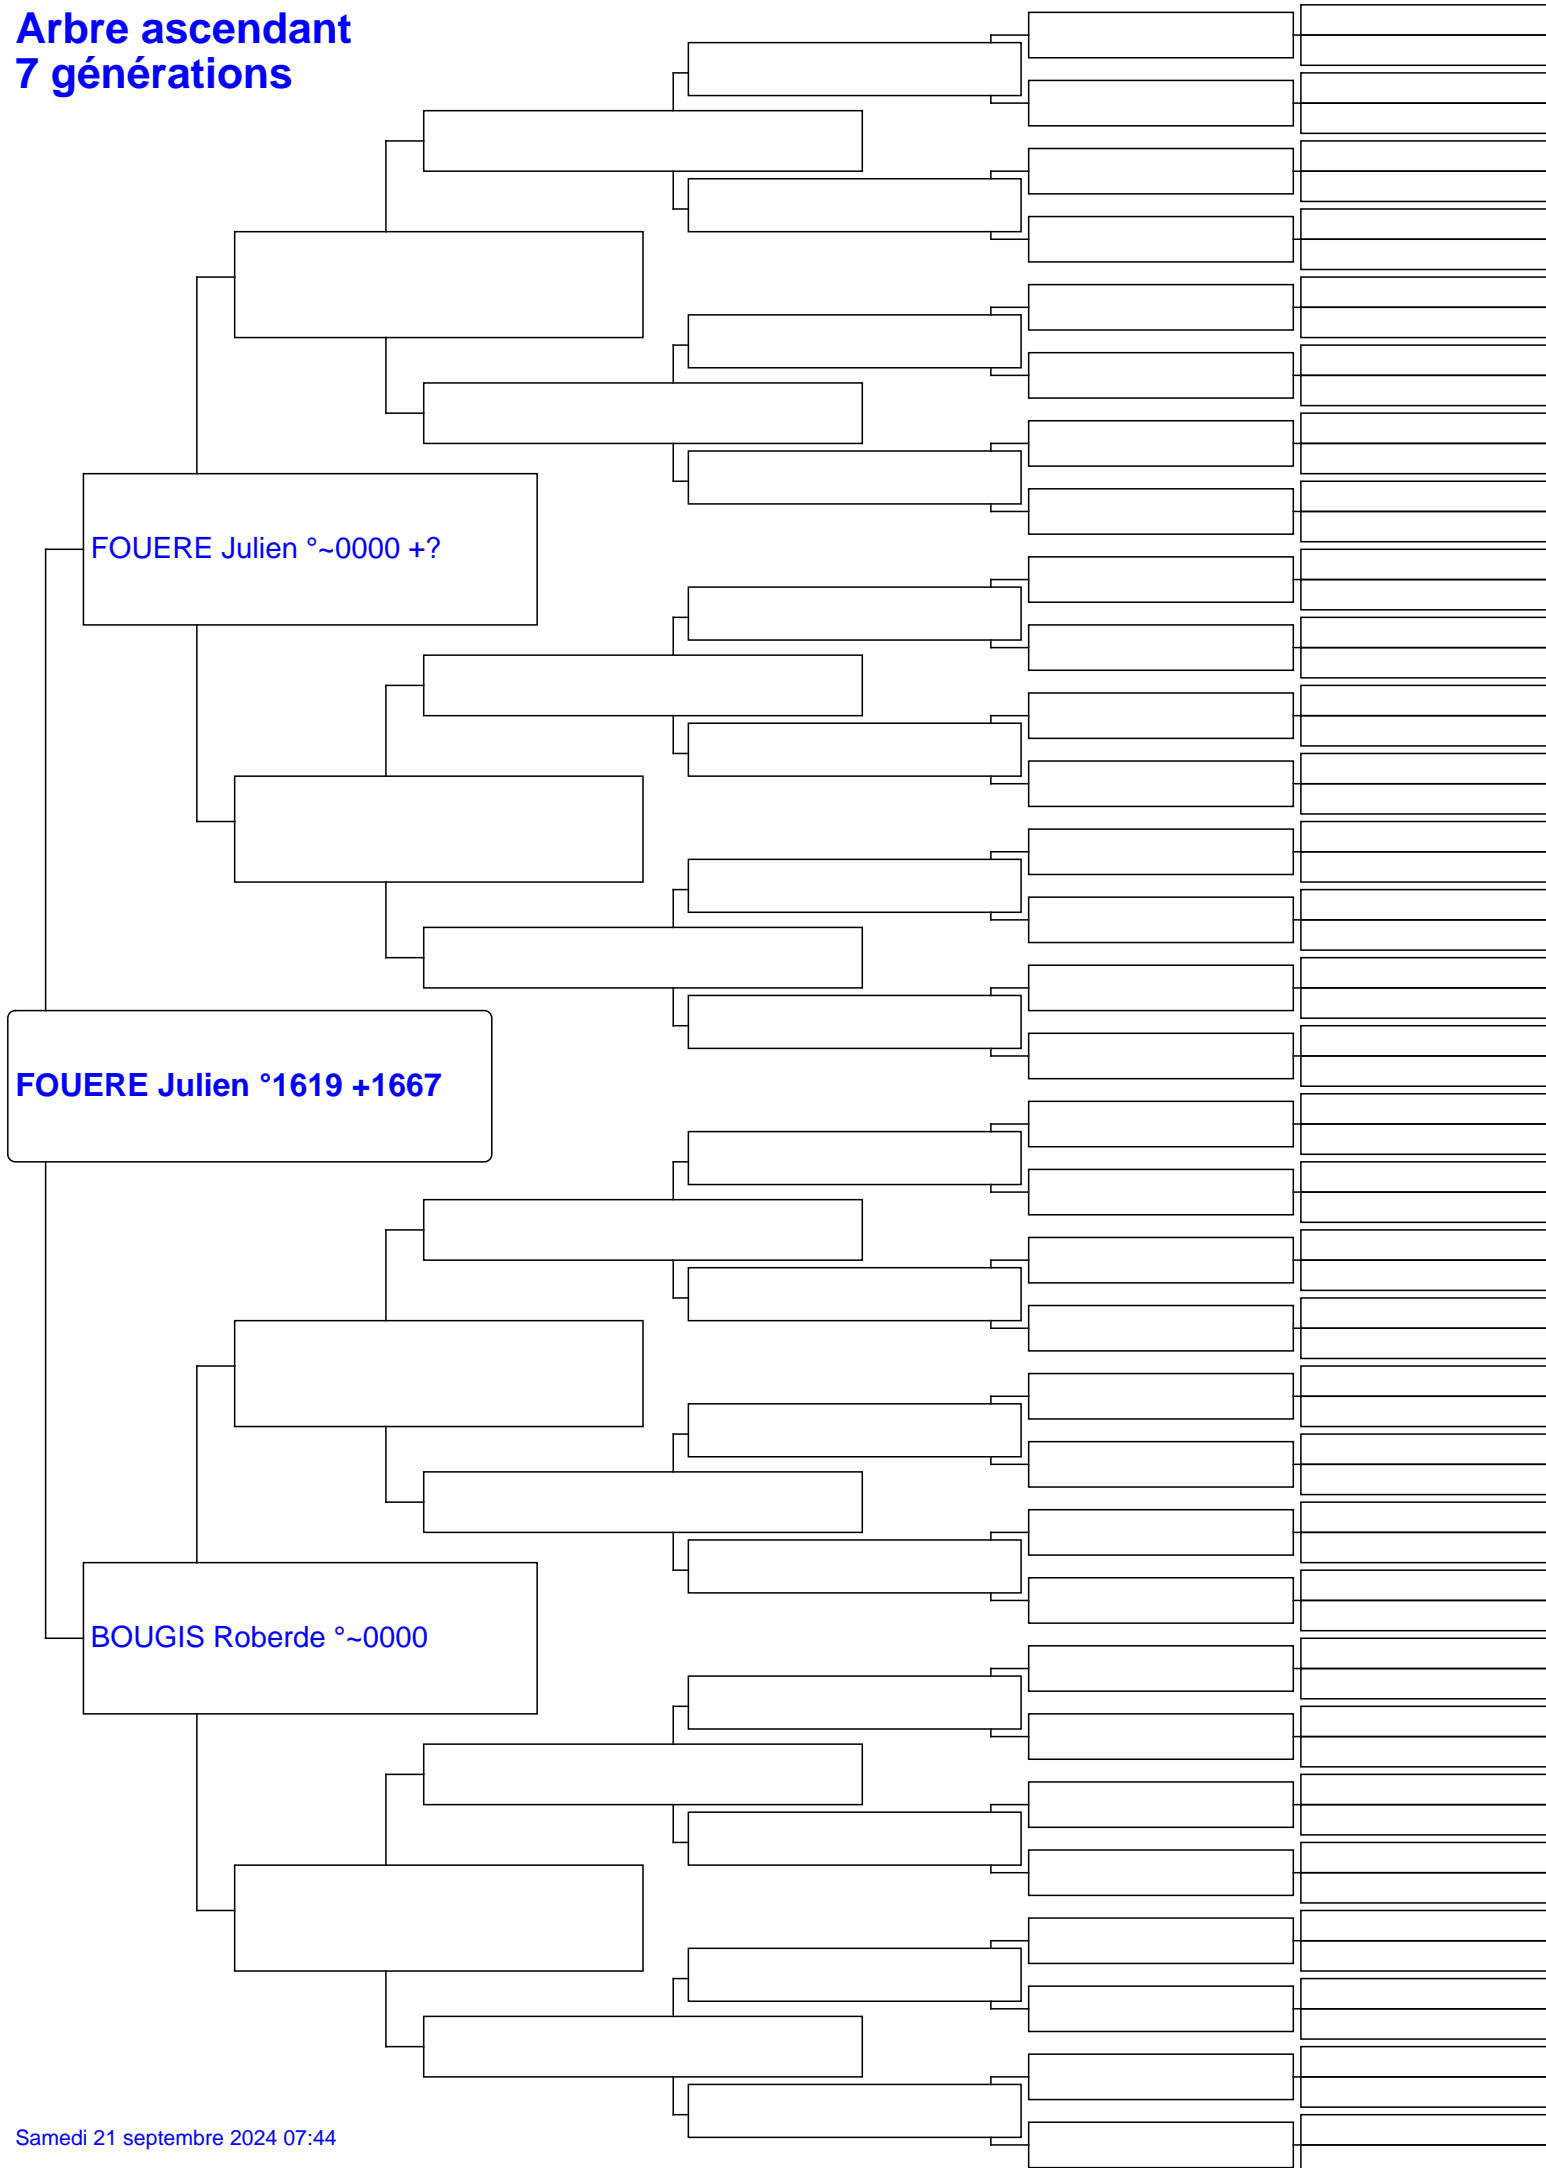 Arbre ascendant
7 générations
FOUERE Julien °~0000 +?
FOUERE Julien °1619 +1667
BOUGIS Roberde °~0000
Samedi 21 septembre 2024 07:44